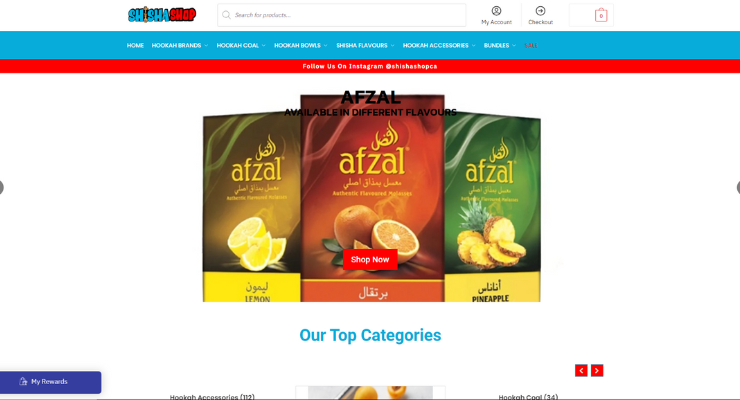 SHISHA SHOP
Search for products...
My Account
Checkout
0
HOME HOOKAH BRANDS HOOKAH COAL HOOKAH BOWLS SHISHA FLAVOURS HOOKAH ACCESSORIES BUNDLES SALE
Follow Us On Instagram @shishashopca
AFZAL
AVAILABLE IN DIFFERENT FLAVOURS
أفضل
afzal
معسل بمذاق اصلي
Authentic Flavoured Molasses
ليمون
LEMON
أفضل
afzal
معسل بمذاق اصلي
Authentic Flavoured Molasses
برتقال
أفضل
afzal
معسل بمذاق اصلي
Authentic Flavoured Molasses
أناناس
PINEAPPLE
Shop Now
Our Top Categories
My Rewards
Hookah Accessories (112)
Hookah Coal (34)